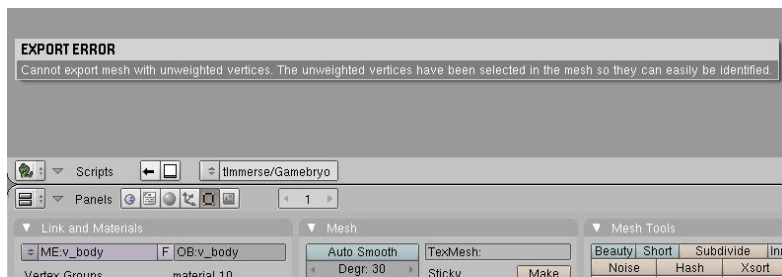 EXPORT ERROR
Cannot export mesh with unweighted vertices. The unweighted vertices have been selected in the mesh so they can easily be identified.
Scripts tImmerse/Gamebryo
Panels 1
Link and Materials Mesh Mesh Tools
ME:v_body F OB:v_body Auto Smooth TexMesh: Beauty Short Subdivide
Vertex Groups material 10 Degr: 30 Sticky Make Noise Hash Xsort